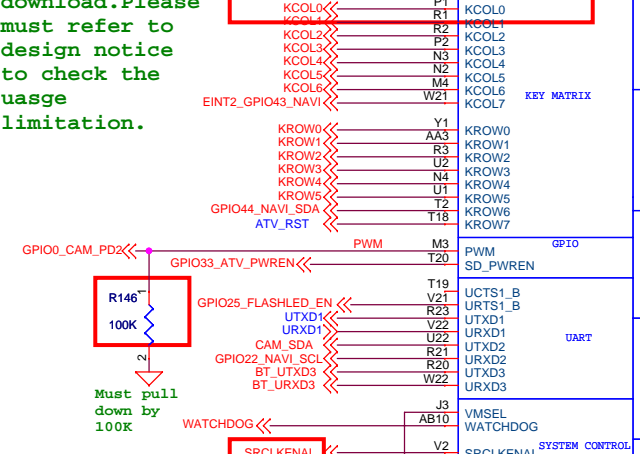 download.Please
must refer to
design notice
to check the
uasge
limitation.
KCOL0 P1 KCOL0
KCOL1 R1 KCOL1
KCOL2 R2 KCOL2
KCOL3 P2 KCOL3
KCOL4 N3 KCOL4
KCOL5 N2 KCOL5
KCOL6 M4 KCOL6
EINT2_GPIO43_NAVI W21 KCOL7
KEY MATRIX
KROW0 Y1 KROW0
KROW1 AA3 KROW1
KROW2 R3 KROW2
KROW3 U2 KROW3
KROW4 N4 KROW4
KROW5 U1 KROW5
GPIO44_NAVI_SDA T2 KROW6
ATV_RST T18 KROW7
GPIO0_CAM_PD2 PWM M3 PWM GPIO
GPIO33_ATV_PWREN T20 SD_PWREN
R146 1
100K
2
Must pull
down by
100K
T19 UCTS1_B
GPIO25_FLASHLED_EN V21 URTS1_B
UTXD1 R23 UTXD1
URXD1 V22 URXD1
CAM_SDA U22 UTXD2
GPIO22_NAVI_SCL R21 URXD2
BT_UTXD3 R20 UTXD3
BT_URXD3 W22 URXD3
UART
J3 VMSEL
WATCHDOG AB10 WATCHDOG
SRCLKENAI V2 SRCLKENAI SYSTEM CONTROL